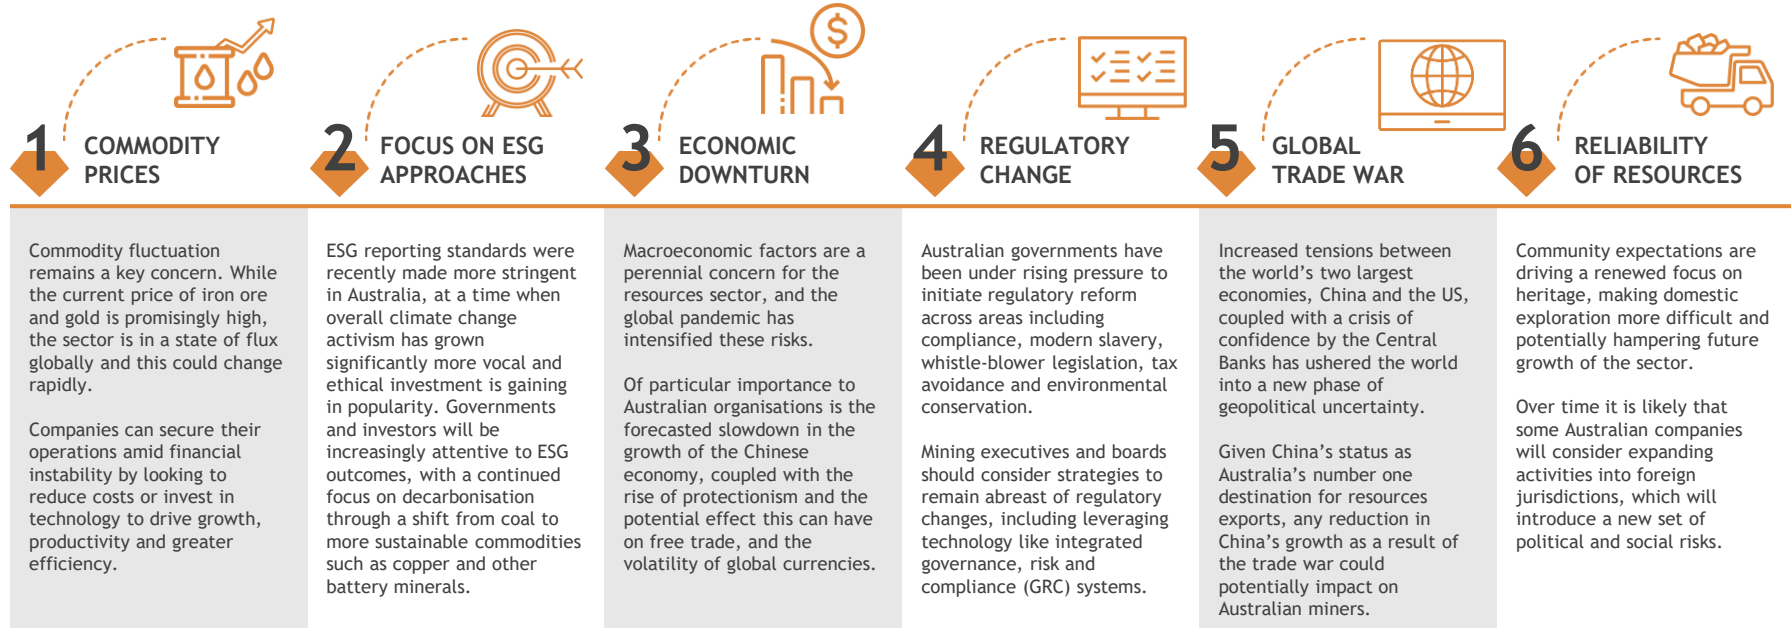 1
COMMODITY
PRICES
Commodity fluctuation
remains a key concern. While
the current price of iron ore
and gold is promisingly high,
the sector is in a state of flux
globally and this could change
rapidly.
Companies can secure their
operations amid financial
instability by looking to
reduce costs or invest in
technology to drive growth,
productivity and greater
efficiency.
2
FOCUS ON ESG
APPROACHES
ESG reporting standards were
recently made more stringent
in Australia, at a time when
overall climate change
activism has grown
significantly more vocal and
ethical investment is gaining
in popularity. Governments
and investors will be
increasingly attentive to ESG
outcomes, with a continued
focus on decarbonisation
through a shift from coal to
more sustainable commodities
such as copper and other
battery minerals.
$
3
ECONOMIC
DOWNTURN
Macroeconomic factors are a
perennial concern for the
resources sector, and the
global pandemic has
intensified these risks.
Of particular importance to
Australian organisations is the
forecasted slowdown in the
growth of the Chinese
economy, coupled with the
rise of protectionism and the
potential effect this can have
on free trade, and the
volatility of global currencies.
4
REGULATORY
CHANGE
Australian governments have
been under rising pressure to
initiate regulatory reform
across areas including
compliance, modern slavery,
whistle-blower legislation, tax
avoidance and environmental
conservation.
Mining executives and boards
should consider strategies to
remain abreast of regulatory
changes, including leveraging
technology like integrated
governance, risk and
compliance (GRC) systems.
5
GLOBAL
TRADE WAR
Increased tensions between
the world’s two largest
economies, China and the US,
coupled with a crisis of
confidence by the Central
Banks has ushered the world
into a new phase of
geopolitical uncertainty.
Given China’s status as
Australia’s number one
destination for resources
exports, any reduction in
China’s growth as a result of
the trade war could
potentially impact on
Australian miners.
6
RELIABILITY
OF RESOURCES
Community expectations are
driving a renewed focus on
heritage, making domestic
exploration more difficult and
potentially hampering future
growth of the sector.
Over time it is likely that
some Australian companies
will consider expanding
activities into foreign
jurisdictions, which will
introduce a new set of
political and social risks.